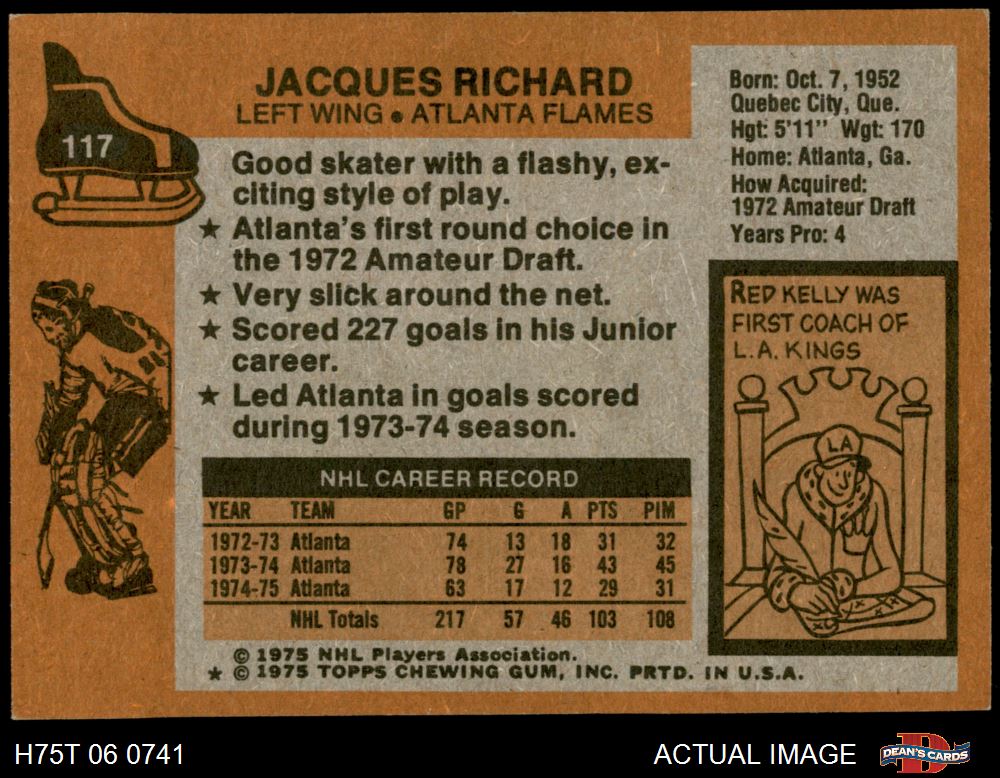 117
JACQUES RICHARD
LEFT WING • ATLANTA FLAMES
Good skater with a flashy, ex-
citing style of play.
★ Atlanta's first round choice in
the 1972 Amateur Draft.
★ Very slick around the net.
★ Scored 227 goals in his Junior
career.
★ Led Atlanta in goals scored
during 1973-74 season.
Born: Oct. 7, 1952
Quebec City, Que.
Hgt: 5'11" Wgt: 170
Home: Atlanta, Ga.
How Acquired:
1972 Amateur Draft
Years Pro: 4
RED KELLY WAS
FIRST COACH OF
L.A. KINGS
LA
NHL CAREER RECORD
YEAR TEAM GP G A PTS PIM
1972-73 Atlanta 74 13 18 31 32
1973-74 Atlanta 78 27 16 43 45
1974-75 Atlanta 63 17 12 29 31
NHL Totals 217 57 46 103 108
© 1975 NHL Players Association.
★ © 1975 TOPPS CHEWING GUM, INC. PRTD. IN U.S.A.
H75T 06 0741
ACTUAL IMAGE
D
DEAN'S CARDS